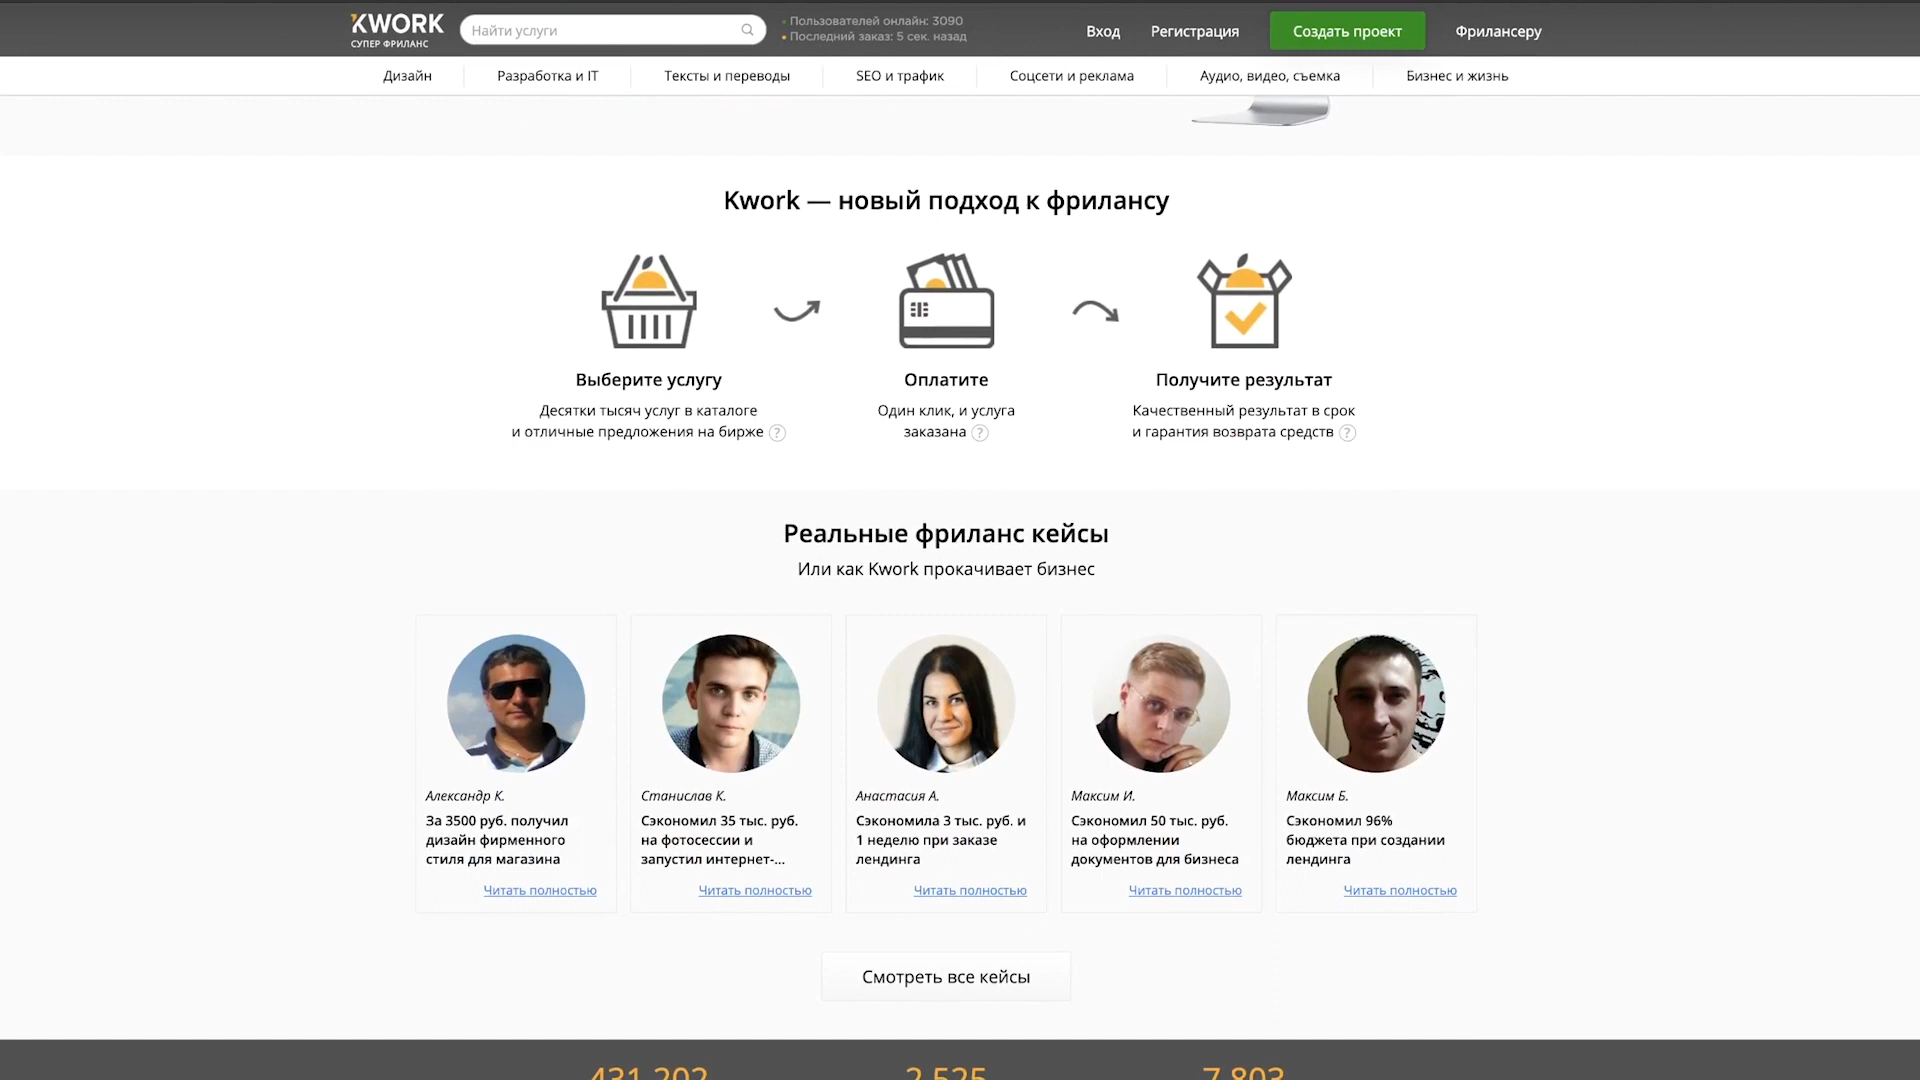 KWORK
СУПЕР ФРИЛАНС
Найти услуги
Пользователей онлайн: 3090
Последний заказ: 5 сек. назад
Вход
Регистрация
Создать проект
Фрилансеру
Дизайн
Разработка и IT
Тексты и переводы
SEO и трафик
Соцсети и реклама
Аудио, видео, съемка
Бизнес и жизнь
Kwork — новый подход к фрилансу
Выберите услугу
Десятки тысяч услуг в каталоге
и отличные предложения на бирже ?
Оплатите
Один клик, и услуга
заказана ?
Получите результат
Качественный результат в срок
и гарантия возврата средств ?
Реальные фриланс кейсы
Или как Kwork прокачивает бизнес
Александр К.
За 3500 руб. получил
дизайн фирменного
стиля для магазина
Читать полностью
Станислав К.
Сэкономил 35 тыс. руб.
на фотосессии и
запустил интернет-...
Читать полностью
Анастасия А.
Сэкономила 3 тыс. руб. и
1 неделю при заказе
лендинга
Читать полностью
Максим И.
Сэкономил 50 тыс. руб.
на оформлении
документов для бизнеса
Читать полностью
Максим Б.
Сэкономил 96%
бюджета при создании
лендинга
Читать полностью
Смотреть все кейсы
431 202
2 525
7 803